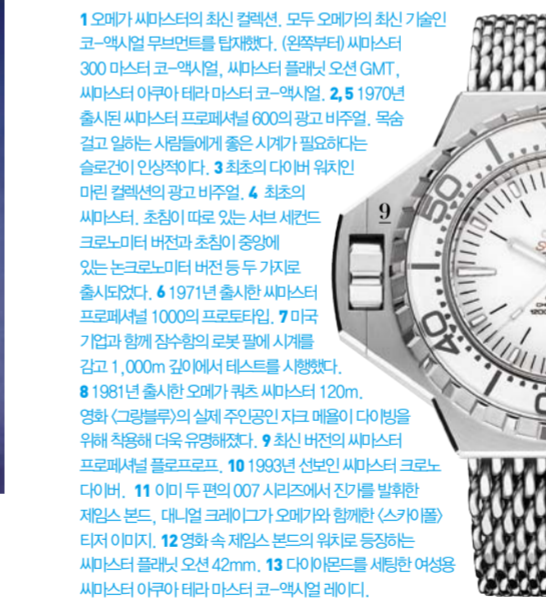 1 오메가 씨마스터의 최신 컬렉션. 모두 오메가의 최신 기술인
코-액시얼 무브먼트를 탑재했다. (왼쪽부터) 씨마스터
300 마스터 코-액시얼, 씨마스터 플래닛 오션 GMT,
씨마스터 아쿠아 테라 마스터 코-액시얼. 2, 5 1970년
출시된 씨마스터 프로페셔널 600의 광고 비주얼. 목숨
걸고 일하는 사람들에게 좋은 시계가 필요하다는
슬로건이 인상적이다. 3 최초의 다이버 워치인
마린 컬렉션의 광고 비주얼. 4 최초의
씨마스터. 초침이 따로 있는 서브 세컨드
크로노미터 버전과 초침이 중앙에
있는 논크로노미터 버전 등 두 가지로
출시되었다. 6 1971년 출시한 씨마스터
프로페셔널 1000의 프로토타입. 7 미국
기업과 함께 잠수함의 로봇 팔에 시계를
감고 1,000m 깊이에서 테스트를 시행했다.
8 1981년 출시한 오메가 쿼츠 씨마스터 120m.
영화 〈그랑블루〉의 실제 주인공인 자크 메욜이 다이빙을
위해 착용해 더욱 유명해졌다. 9 최신 버전의 씨마스터
프로페셔널 플로프로프. 10 1993년 선보인 씨마스터 크로노
다이버. 11 이미 두 편의 007 시리즈에서 진가를 발휘한
제임스 본드, 대니얼 크레이그가 오메가와 함께한 〈스카이폴〉
티저 이미지. 12 영화 속 제임스 본드의 워치로 등장하는
씨마스터 플래닛 오션 42mm. 13 다이아몬드를 세팅한 여성용
씨마스터 아쿠아 테라 마스터 코-액시얼 레이디.
9
50
40